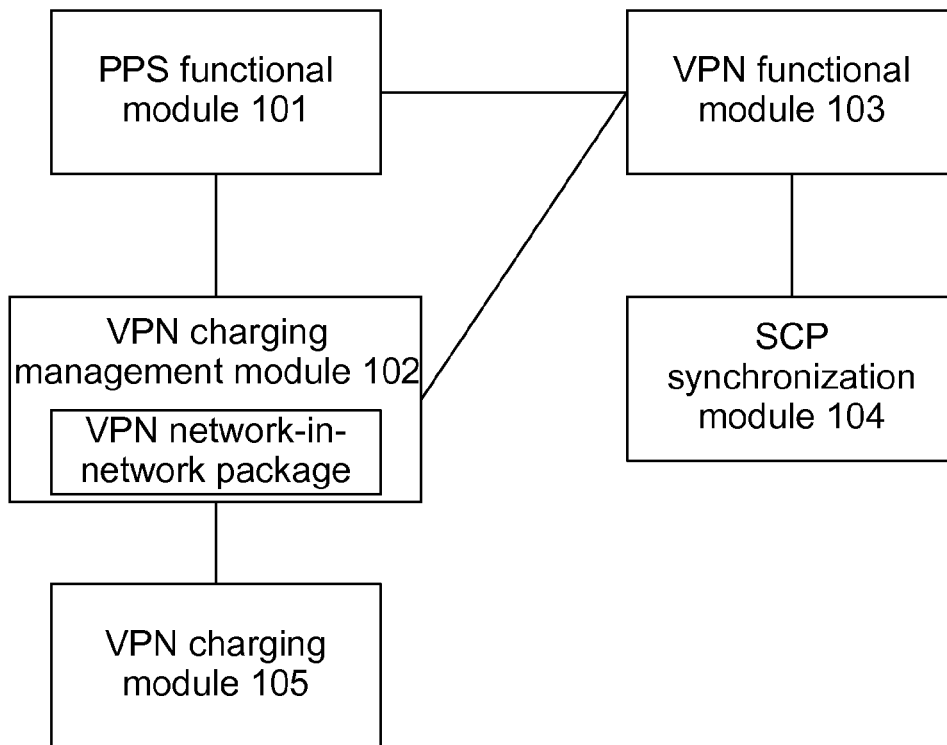 PPS functional
module 101
VPN functional
module 103
VPN charging
management module 102
VPN network-in-
network package
SCP
synchronization
module 104
VPN charging
module 105